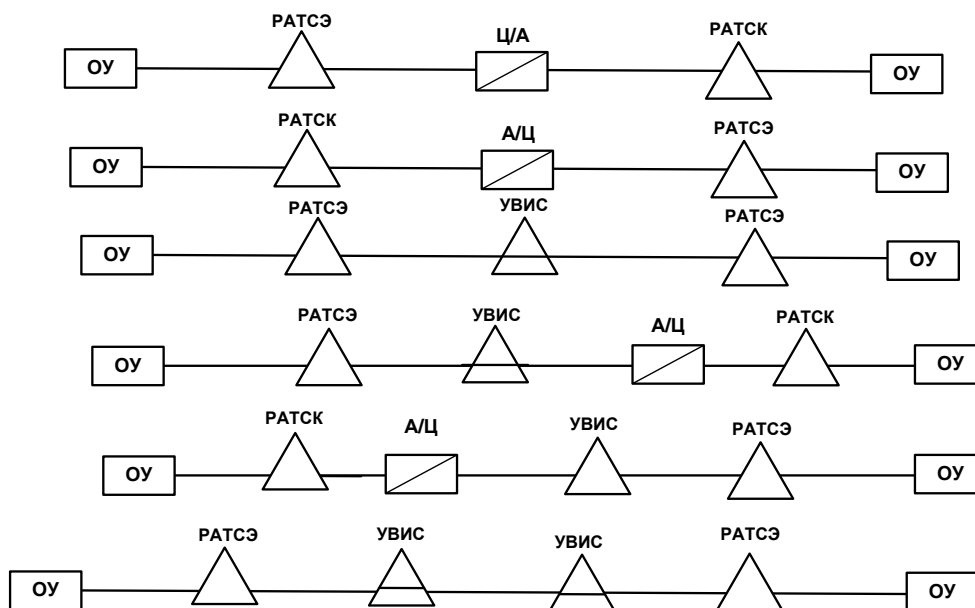 РАТСЭ Ц/А РАТСК
ОУ ОУ
РАТСК А/Ц РАТСЭ
ОУ ОУ
РАТСЭ УВИС РАТСЭ
ОУ ОУ
РАТСЭ УВИС А/Ц РАТСК
ОУ ОУ
РАТСК А/Ц УВИС РАТСЭ
ОУ ОУ
РАТСЭ УВИС УВИС РАТСЭ
ОУ ОУ